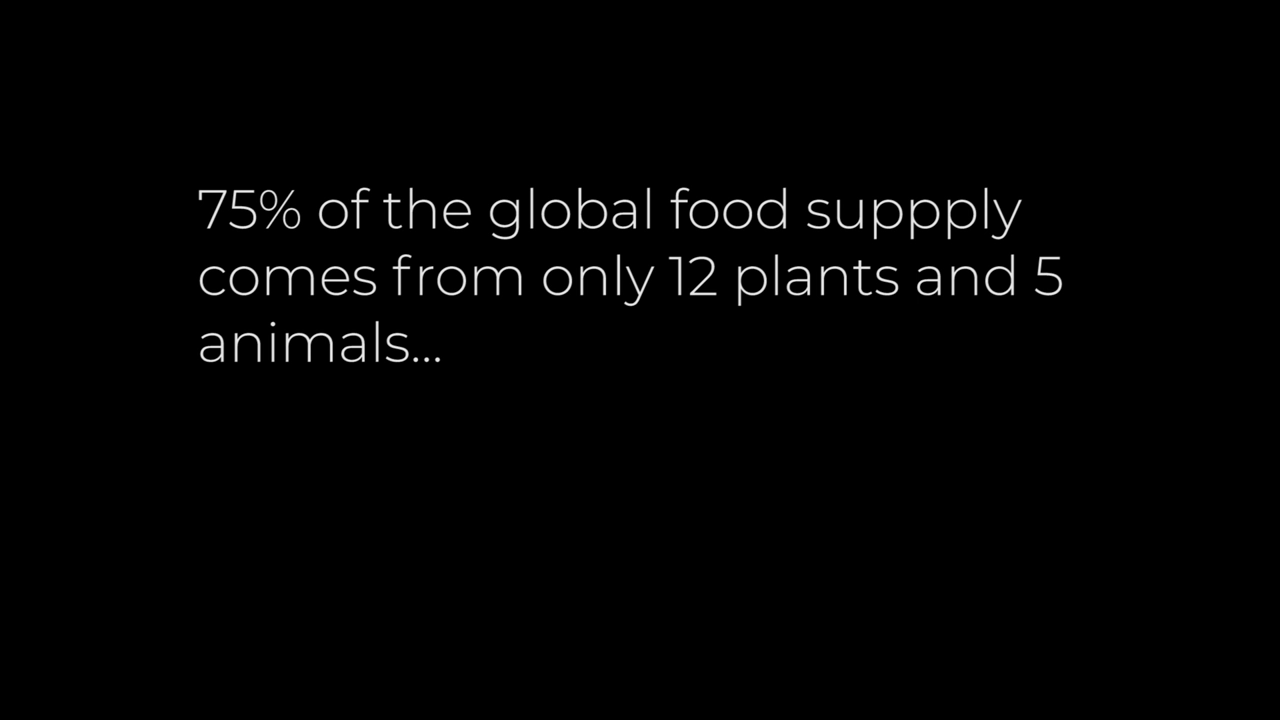 75% of the global food suppply
comes from only 12 plants and 5
animals...